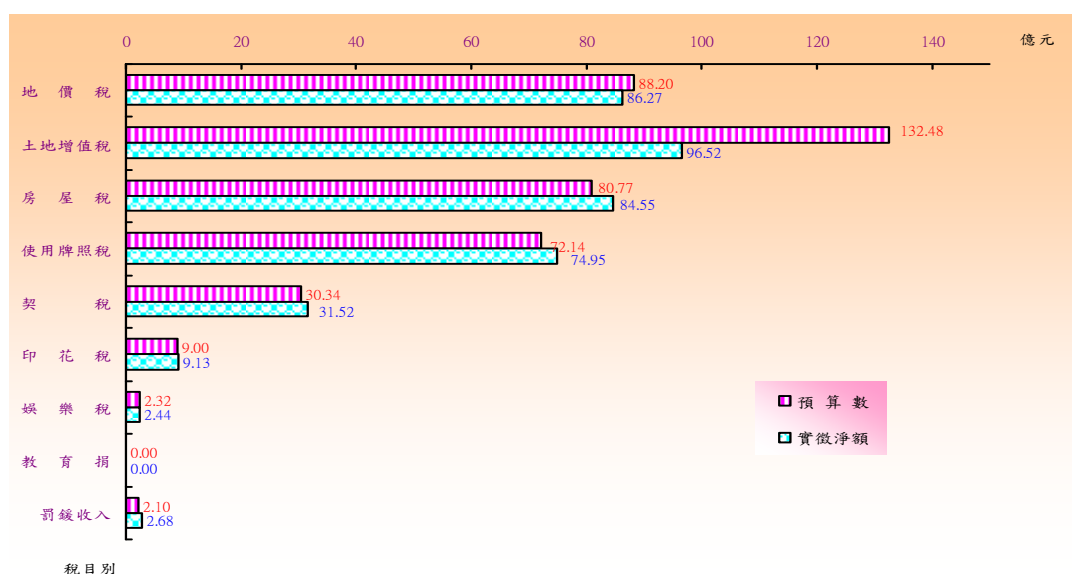 0 20 40 60 80 100 120 140 億元
地價稅 88.20
86.27
土地增值稅 132.48
96.52
房屋稅 80.77
84.55
使用牌照稅 72.14
74.95
契稅 30.34
31.52
印花稅 9.00
9.13
娛樂稅 2.32
2.44
教育捐 0.00
0.00
罰鍰收入 2.10
2.68
預算數
實徵淨額
稅目別